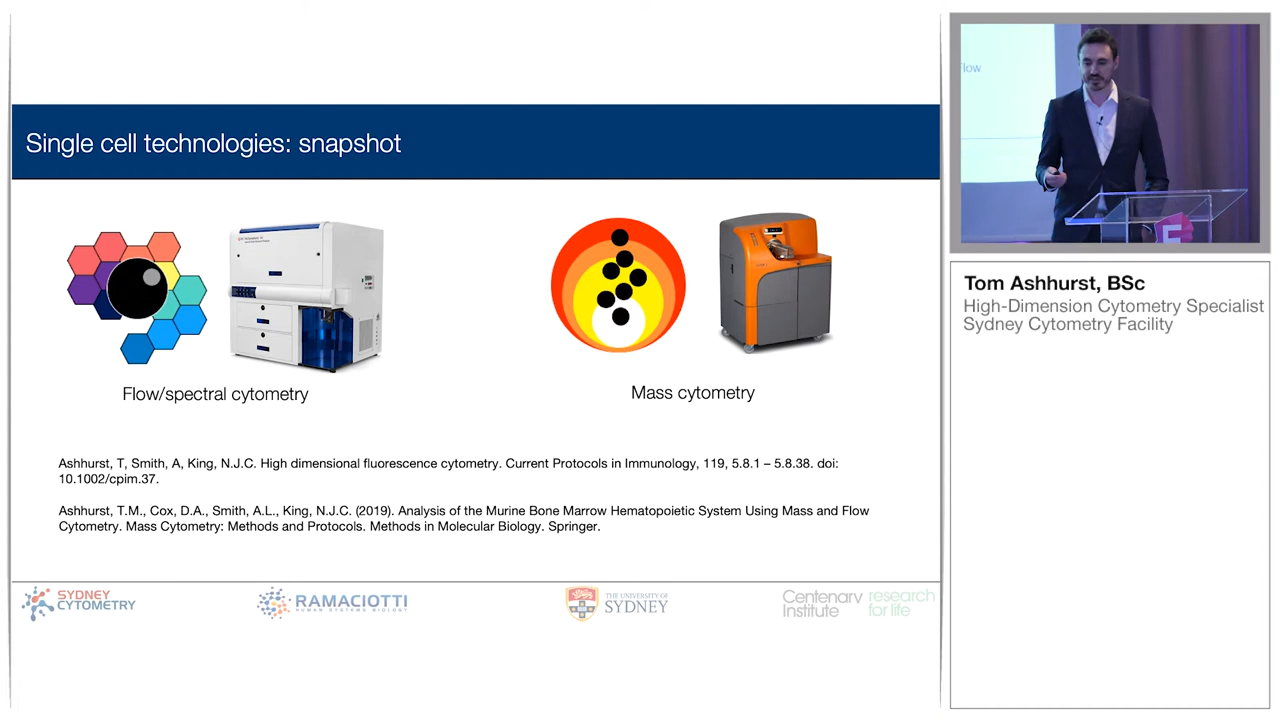 Single cell technologies: snapshot
Flow/spectral cytometry
Mass cytometry
Ashhurst, T, Smith, A, King, N.J.C. High dimensional fluorescence cytometry. Current Protocols in Immunology, 119, 5.8.1 – 5.8.38. doi:
10.1002/cpim.37.
Ashhurst, T.M., Cox, D.A., Smith, A.L., King, N.J.C. (2019). Analysis of the Murine Bone Marrow Hematopoietic System Using Mass and Flow
Cytometry. Mass Cytometry: Methods and Protocols. Methods in Molecular Biology. Springer.
SYDNEY
CYTOMETRY
RAMACIOTTI
HUMAN SYSTEMS BIOLOGY
THE UNIVERSITY OF
SYDNEY
Centenary
Institute
research
for life
flow
Tom Ashhurst, BSc
High-Dimension Cytometry Specialist
Sydney Cytometry Facility